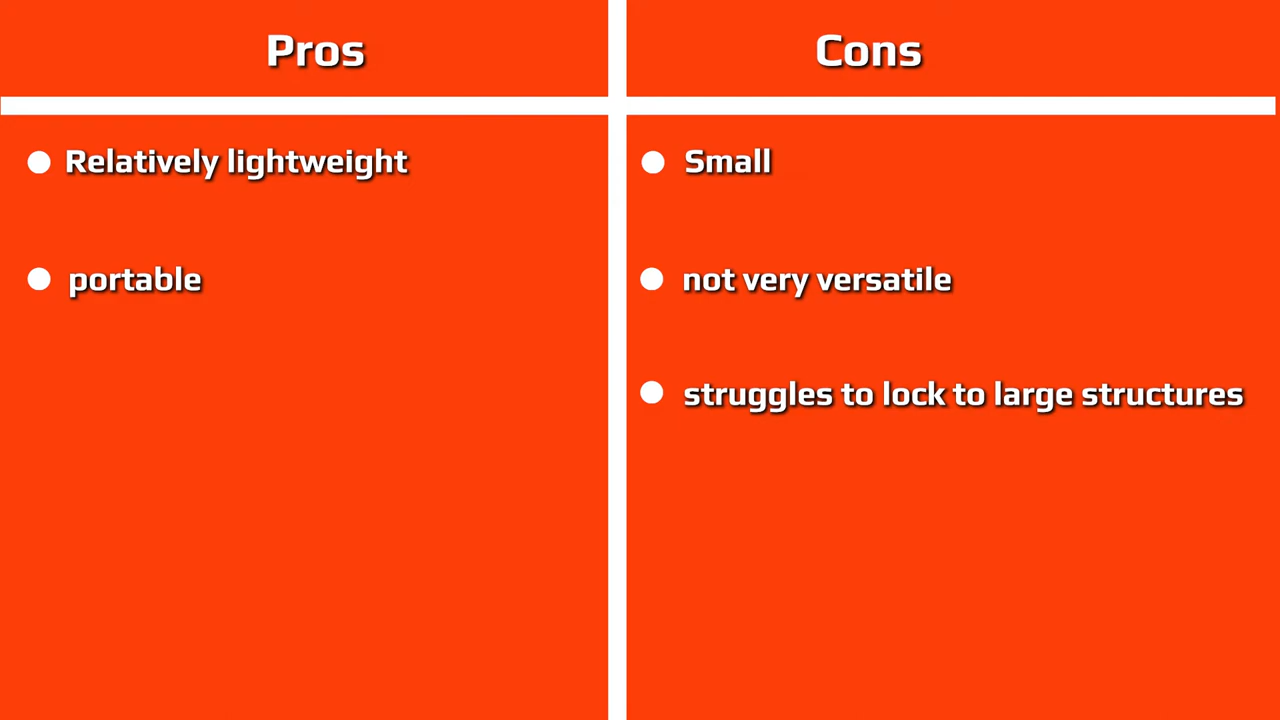 Pros
Cons
Relatively lightweight
portable
Small
not very versatile
struggles to lock to large structures